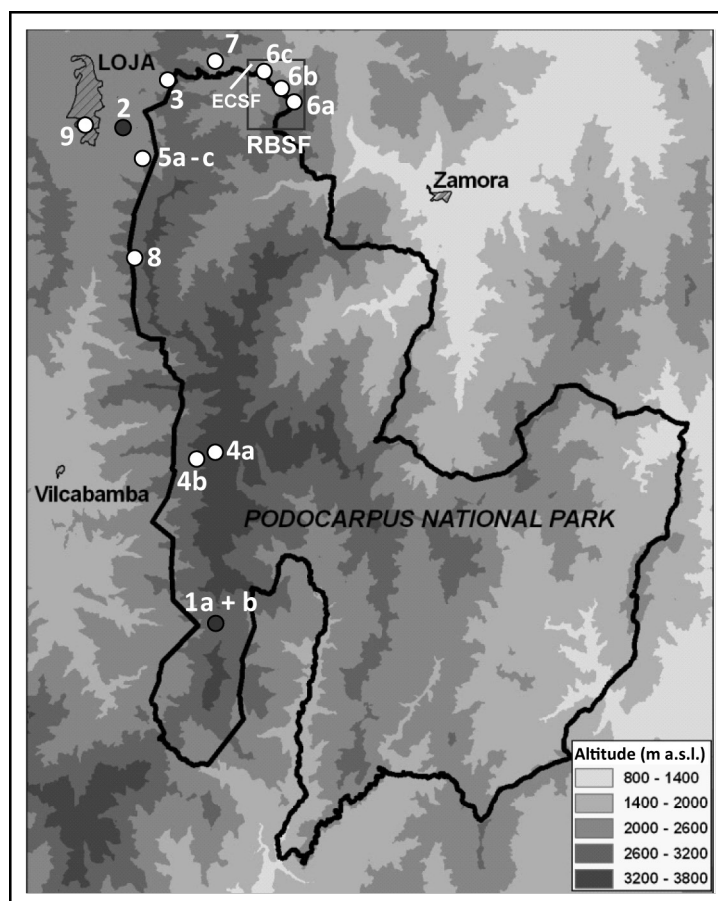 7
LOJA
6c
3
6b
ECSF
6a
9
2
RBSF
5a - c
Zamora
8
4a
4b
Vilcabamba
PODOCARPUS NATIONAL PARK
1a + b
Altitude (m a.s.l.)
800 - 1400
1400 - 2000
2000 - 2600
2600 - 3200
3200 - 3800